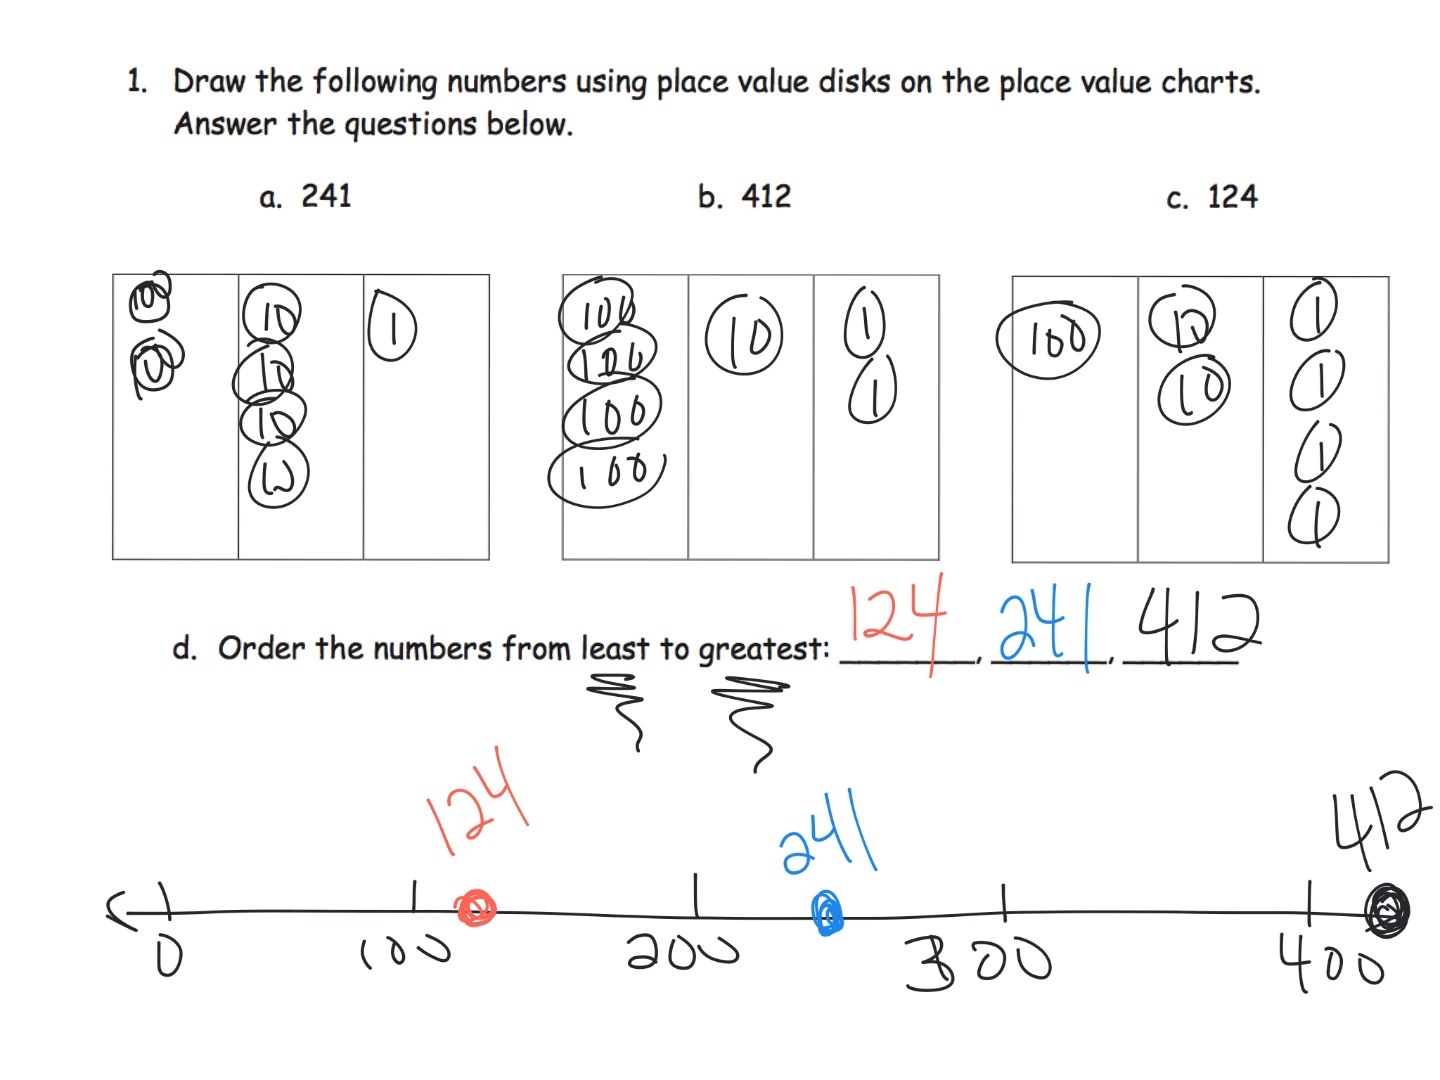 1. Draw the following numbers using place value disks on the place value charts.
Answer the questions below.
a. 241 b. 412 c. 124
100 10 1 100 10 1 100 10 1
100 10 100 1 10 1
10 100 1
10 100 1
d. Order the numbers from least to greatest: 124, 241, 412
124 241 412
0 100 200 300 400